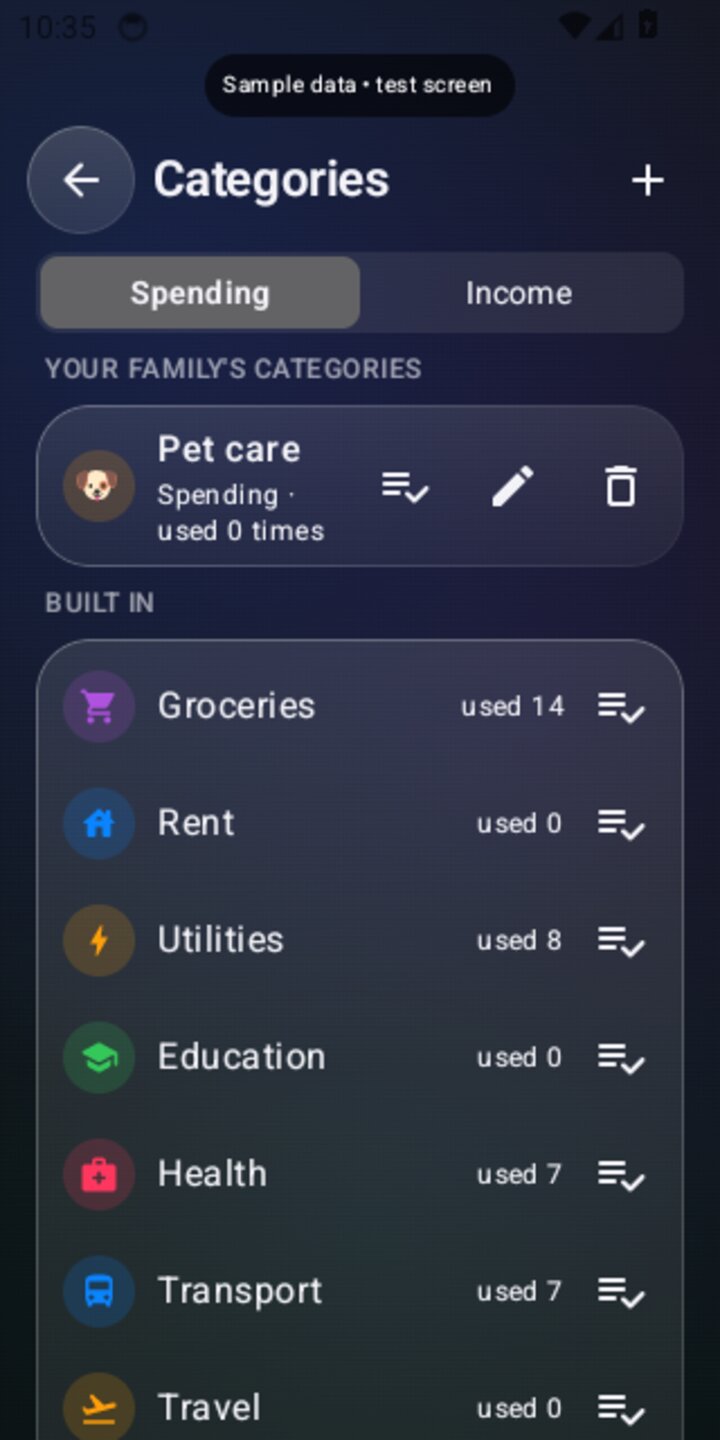 10:35
Sample data • test screen
Categories
Spending
Income
YOUR FAMILY'S CATEGORIES
Pet care
Spending ·
used 0 times
BUILT IN
Groceries used 14
Rent used 0
Utilities used 8
Education used 0
Health used 7
Transport used 7
Travel used 0